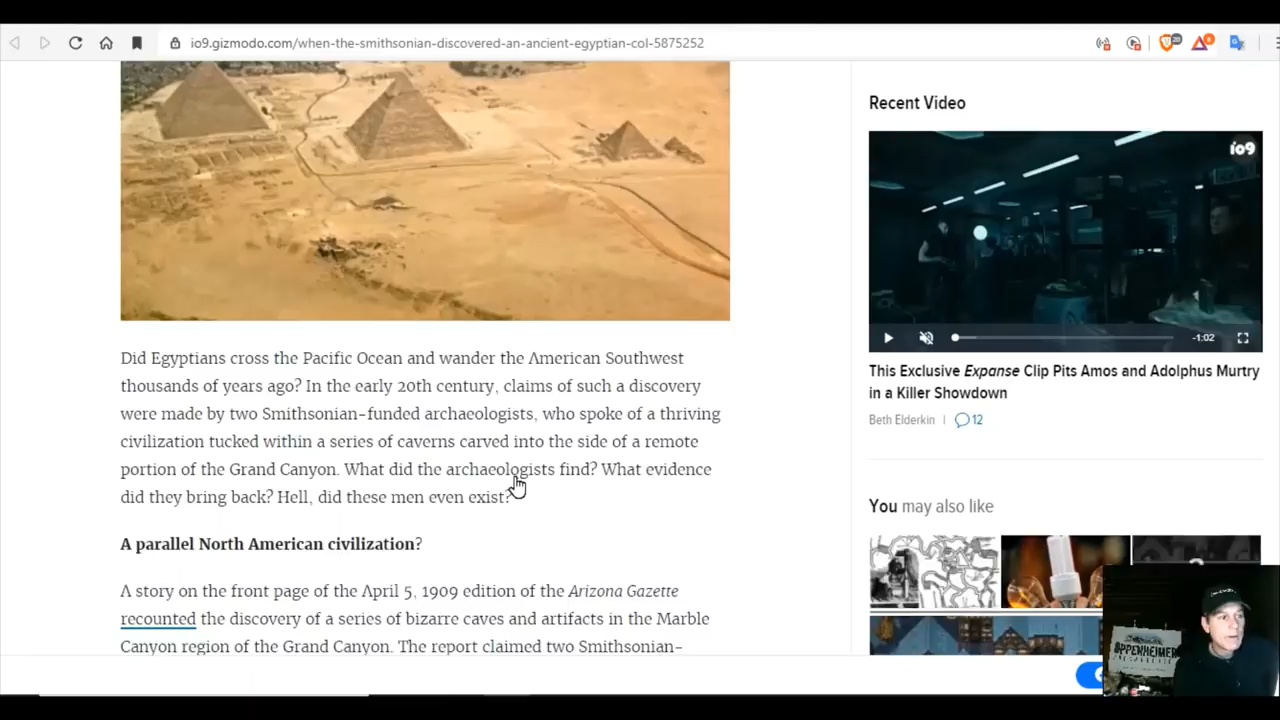 io9.gizmodo.com/when-the-smithsonian-discovered-an-ancient-egyptian-col-5875252
Recent Video
io9
-1:02
This Exclusive Expanse Clip Pits Amos and Adolphus Murtry
in a Killer Showdown
Beth Elderkin | 12
Did Egyptians cross the Pacific Ocean and wander the American Southwest
thousands of years ago? In the early 20th century, claims of such a discovery
were made by two Smithsonian-funded archaeologists, who spoke of a thriving
civilization tucked within a series of caverns carved into the side of a remote
portion of the Grand Canyon. What did the archaeologists find? What evidence
did they bring back? Hell, did these men even exist?
You may also like
A parallel North American civilization?
A story on the front page of the April 5, 1909 edition of the Arizona Gazette
recounted the discovery of a series of bizarre caves and artifacts in the Marble
Canyon region of the Grand Canyon. The report claimed two Smithsonian-
OPPENHEIMER